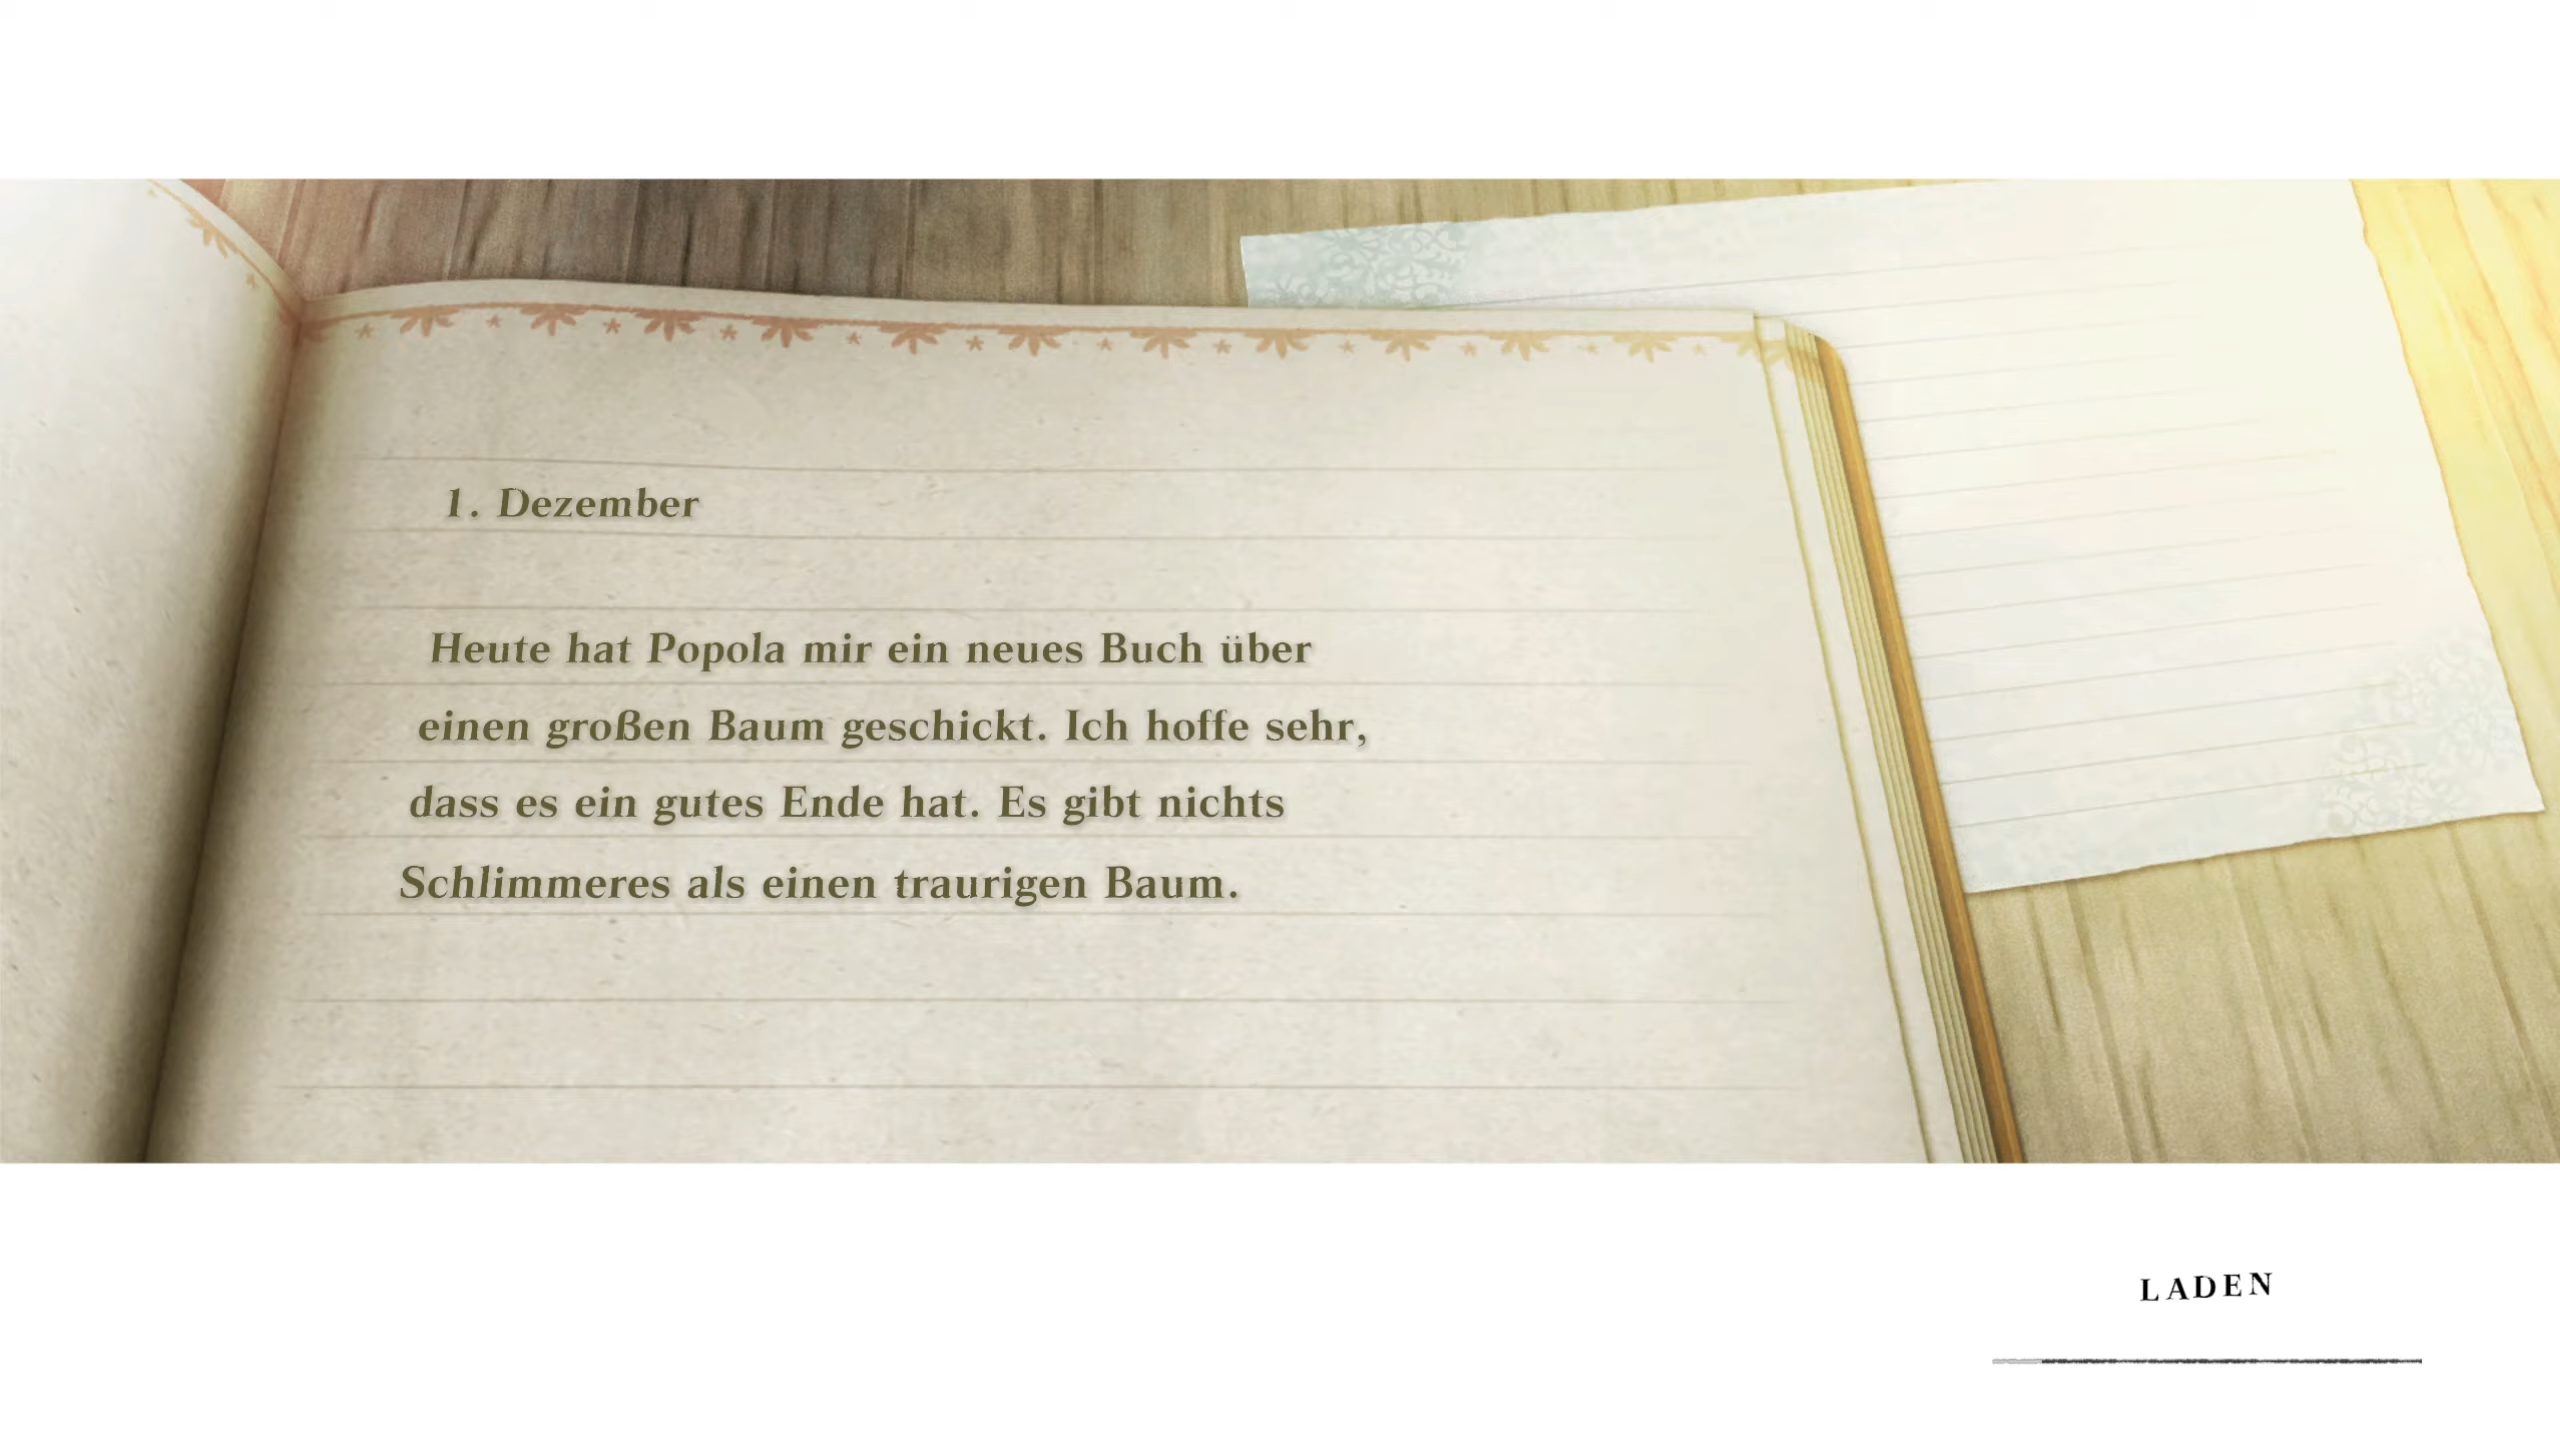 1. Dezember
Heute hat Popola mir ein neues Buch über
einen großen Baum geschickt. Ich hoffe sehr,
dass es ein gutes Ende hat. Es gibt nichts
Schlimmeres als einen traurigen Baum.
LADEN